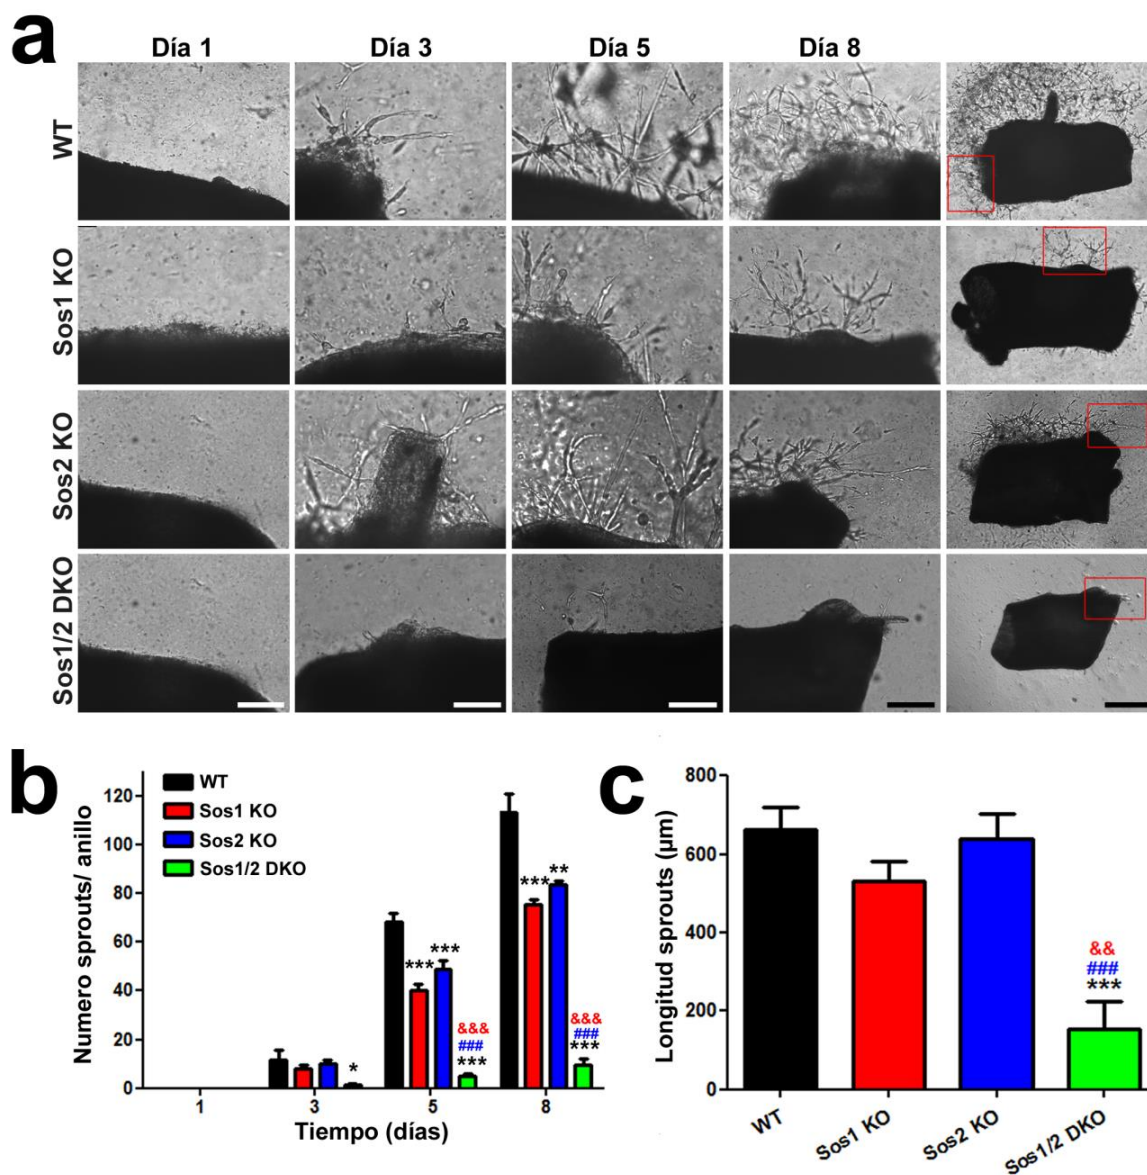 a
Día 1
Día 3
Día 5
Día 8
WT
Sos1 KO
Sos2 KO
Sos1/2 DKO
b
Numero sprouts/ anillo
120
100
80
60
40
20
0
WT
Sos1 KO
Sos2 KO
Sos1/2 DKO
*
***
***
&&&
###
***
***
**
&&&
###
***
1
3
5
8
Tiempo (días)
c
Longitud sprouts (µm)
800
600
400
200
0
&&
###
***
WT
Sos1 KO
Sos2 KO
Sos1/2 DKO